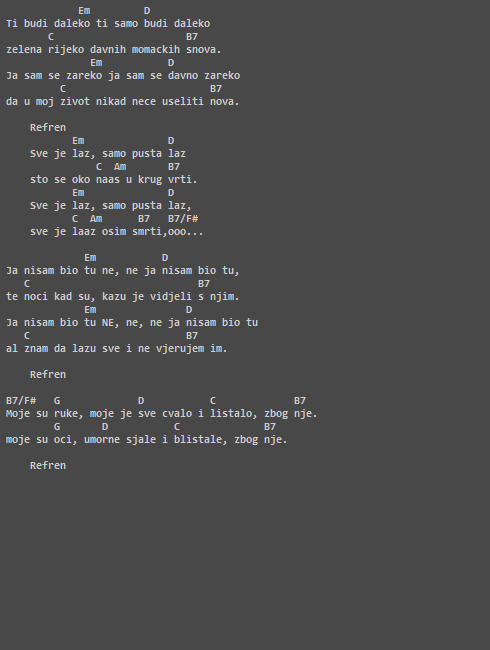 Em         D
Ti budi daleko ti samo budi daleko
C                      B7
zelena rijeko davnih momackih snova.
Em           D
Ja sam se zareko ja sam se davno zareko
C                        B7
da u moj zivot nikad nece useliti nova.
Refren
Em              D
Sve je laz, samo pusta laz
C  Am       B7
sto se oko naas u krug vrti.
Em              D
Sve je laz, samo pusta laz,
C  Am      B7   B7/F#
sve je laaz osim smrti,ooo...
Em           D
Ja nisam bio tu ne, ne ja nisam bio tu,
C                            B7
te noci kad su, kazu je vidjeli s njim.
Em               D
Ja nisam bio tu NE, ne, ne ja nisam bio tu
C                          B7
al znam da lazu sve i ne vjerujem im.
Refren
B7/F#   G             D           C             B7
Moje su ruke, moje je sve cvalo i listalo, zbog nje.
G       D           C              B7
moje su oci, umorne sjale i blistale, zbog nje.
Refren